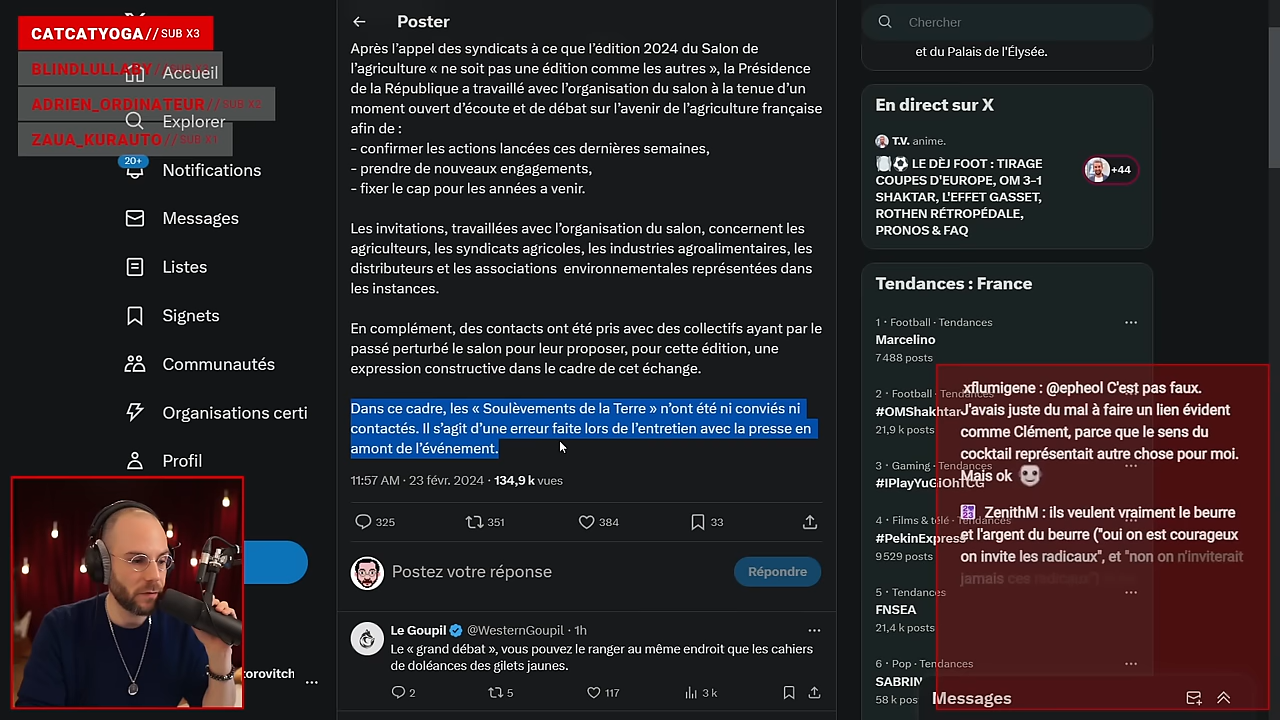 CATCATYOGA// SUB X3
BLINDLULLABY
ADRIEN_ORDINATEUR// SUB X2
ZAUA_KURAUTO// SUB X1
Accueil
Explorer
20+
Notifications
Messages
Listes
Signets
Communautés
Organisations certi
Profil
torovitch
Poster
Après l’appel des syndicats à ce que l’édition 2024 du Salon de
l’agriculture « ne soit pas une édition comme les autres », la Présidence
de la République a travaillé avec l’organisation du salon à la tenue d’un
moment ouvert d’écoute et de débat sur l’avenir de l’agriculture française
afin de :
- confirmer les actions lancées ces dernières semaines,
- prendre de nouveaux engagements,
- fixer le cap pour les années a venir.
Les invitations, travaillées avec l’organisation du salon, concernent les
agriculteurs, les syndicats agricoles, les industries agroalimentaires, les
distributeurs et les associations environnementales représentées dans
les instances.
En complément, des contacts ont été pris avec des collectifs ayant par le
passé perturbé le salon pour leur proposer, pour cette édition, une
expression constructive dans le cadre de cet échange.
Dans ce cadre, les « Soulèvements de la Terre » n’ont été ni conviés ni
contactés. Il s’agit d’une erreur faite lors de l’entretien avec la presse en
amont de l’événement.
11:57 AM · 23 févr. 2024 · 134,9 k vues
325 351 384 33
Postez votre réponse
Répondre
Le Goupil @WesternGoupil · 1h
Le « grand débat », vous pouvez le ranger au même endroit que les cahiers
de doléances des gilets jaunes.
2 5 117 3 k
Chercher
et du Palais de l'Élysée.
En direct sur X
T.V. anime.
LE DÈJ FOOT : TIRAGE
COUPES D'EUROPE, OM 3-1
SHAKTAR, L'EFFET GASSET,
ROTHEN RÉTROPÉDALE,
PRONOS & FAQ
+44
Tendances : France
1 · Football · Tendances
Marcelino
7 488 posts
2 · Football · Tendances
#OMShakhtar
21,9 k posts
3 · Gaming · Tendances
#IPlayYuGiOhTCG
4 · Films & télé · Tendances
#PekinExpress
9 529 posts
5 · Tendances
FNSEA
21,4 k posts
6 · Pop · Tendances
SABRIN
58 k posts
xflumigene : @epheol C'est pas faux.
J'avais juste du mal à faire un lien évident
comme Clément, parce que le sens du
cocktail représentait autre chose pour moi.
Mais ok
ZenithM : ils veulent vraiment le beurre
et l'argent du beurre ("oui on est courageux
on invite les radicaux", et "non on n'inviterait
jamais ces radicaux")
Messages